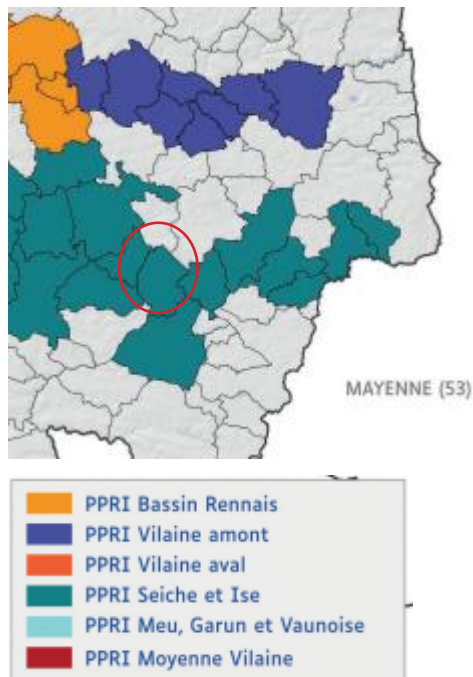 MAYENNE (53)
PPRI Bassin Rennais
PPRI Vilaine amont
PPRI Vilaine aval
PPRI Seiche et Ise
PPRI Meu, Garun et Vaunoise
PPRI Moyenne Vilaine